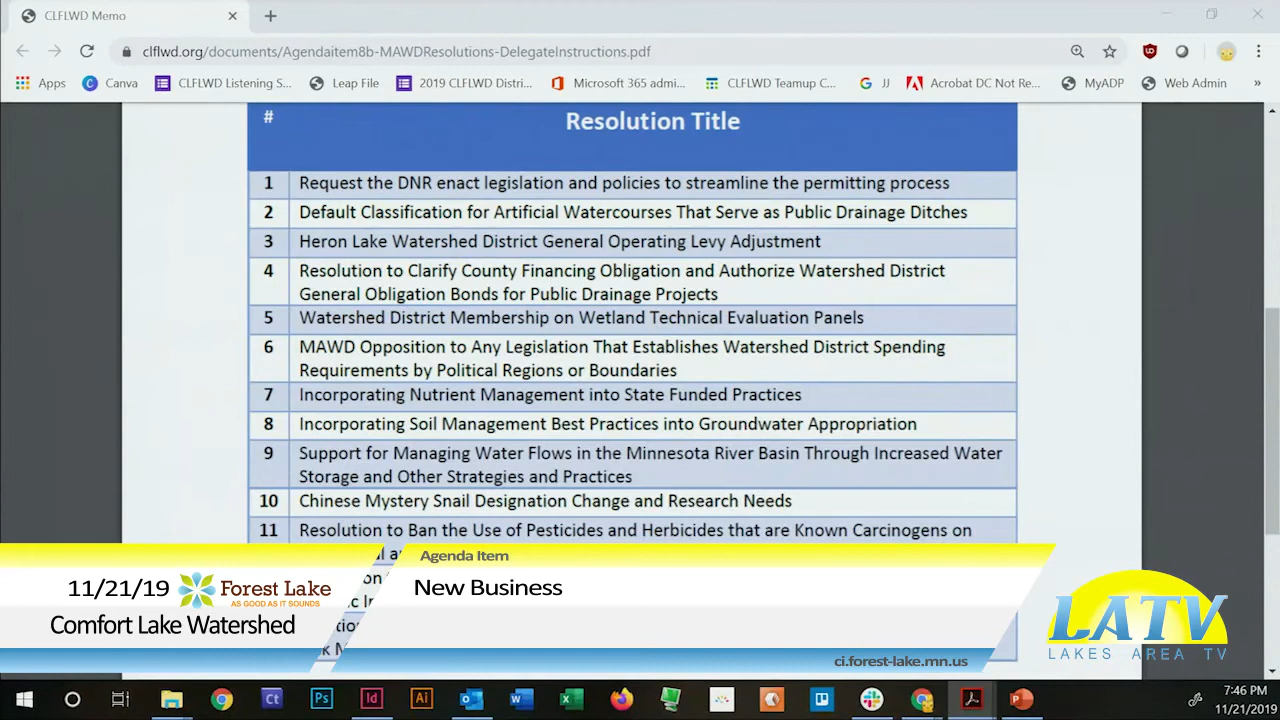 CLFLWD Memo
clflwd.org/documents/Agendaitem8b-MAWDResolutions-DelegateInstructions.pdf
Apps Canva CLFLWD Listening S... Leap File 2019 CLFLWD Distri... Microsoft 365 admi... CLFLWD Teamup C... JJ Acrobat DC Not Re... MyADP Web Admin »
# Resolution Title
1 Request the DNR enact legislation and policies to streamline the permitting process
2 Default Classification for Artificial Watercourses That Serve as Public Drainage Ditches
3 Heron Lake Watershed District General Operating Levy Adjustment
4 Resolution to Clarify County Financing Obligation and Authorize Watershed District
General Obligation Bonds for Public Drainage Projects
5 Watershed District Membership on Wetland Technical Evaluation Panels
6 MAWD Opposition to Any Legislation That Establishes Watershed District Spending
Requirements by Political Regions or Boundaries
7 Incorporating Nutrient Management into State Funded Practices
8 Incorporating Soil Management Best Practices into Groundwater Appropriation
9 Support for Managing Water Flows in the Minnesota River Basin Through Increased Water
Storage and Other Strategies and Practices
10 Chinese Mystery Snail Designation Change and Research Needs
11 Resolution to Ban the Use of Pesticides and Herbicides that are Known Carcinogens on
Agenda Item
11/21/19 Forest Lake
AS GOOD AS IT SOUNDS
New Business
Comfort Lake Watershed
LATV
LAKES AREA TV
ci.forest-lake.mn.us
Ct Ps Id Ai
7:46 PM
11/21/2019